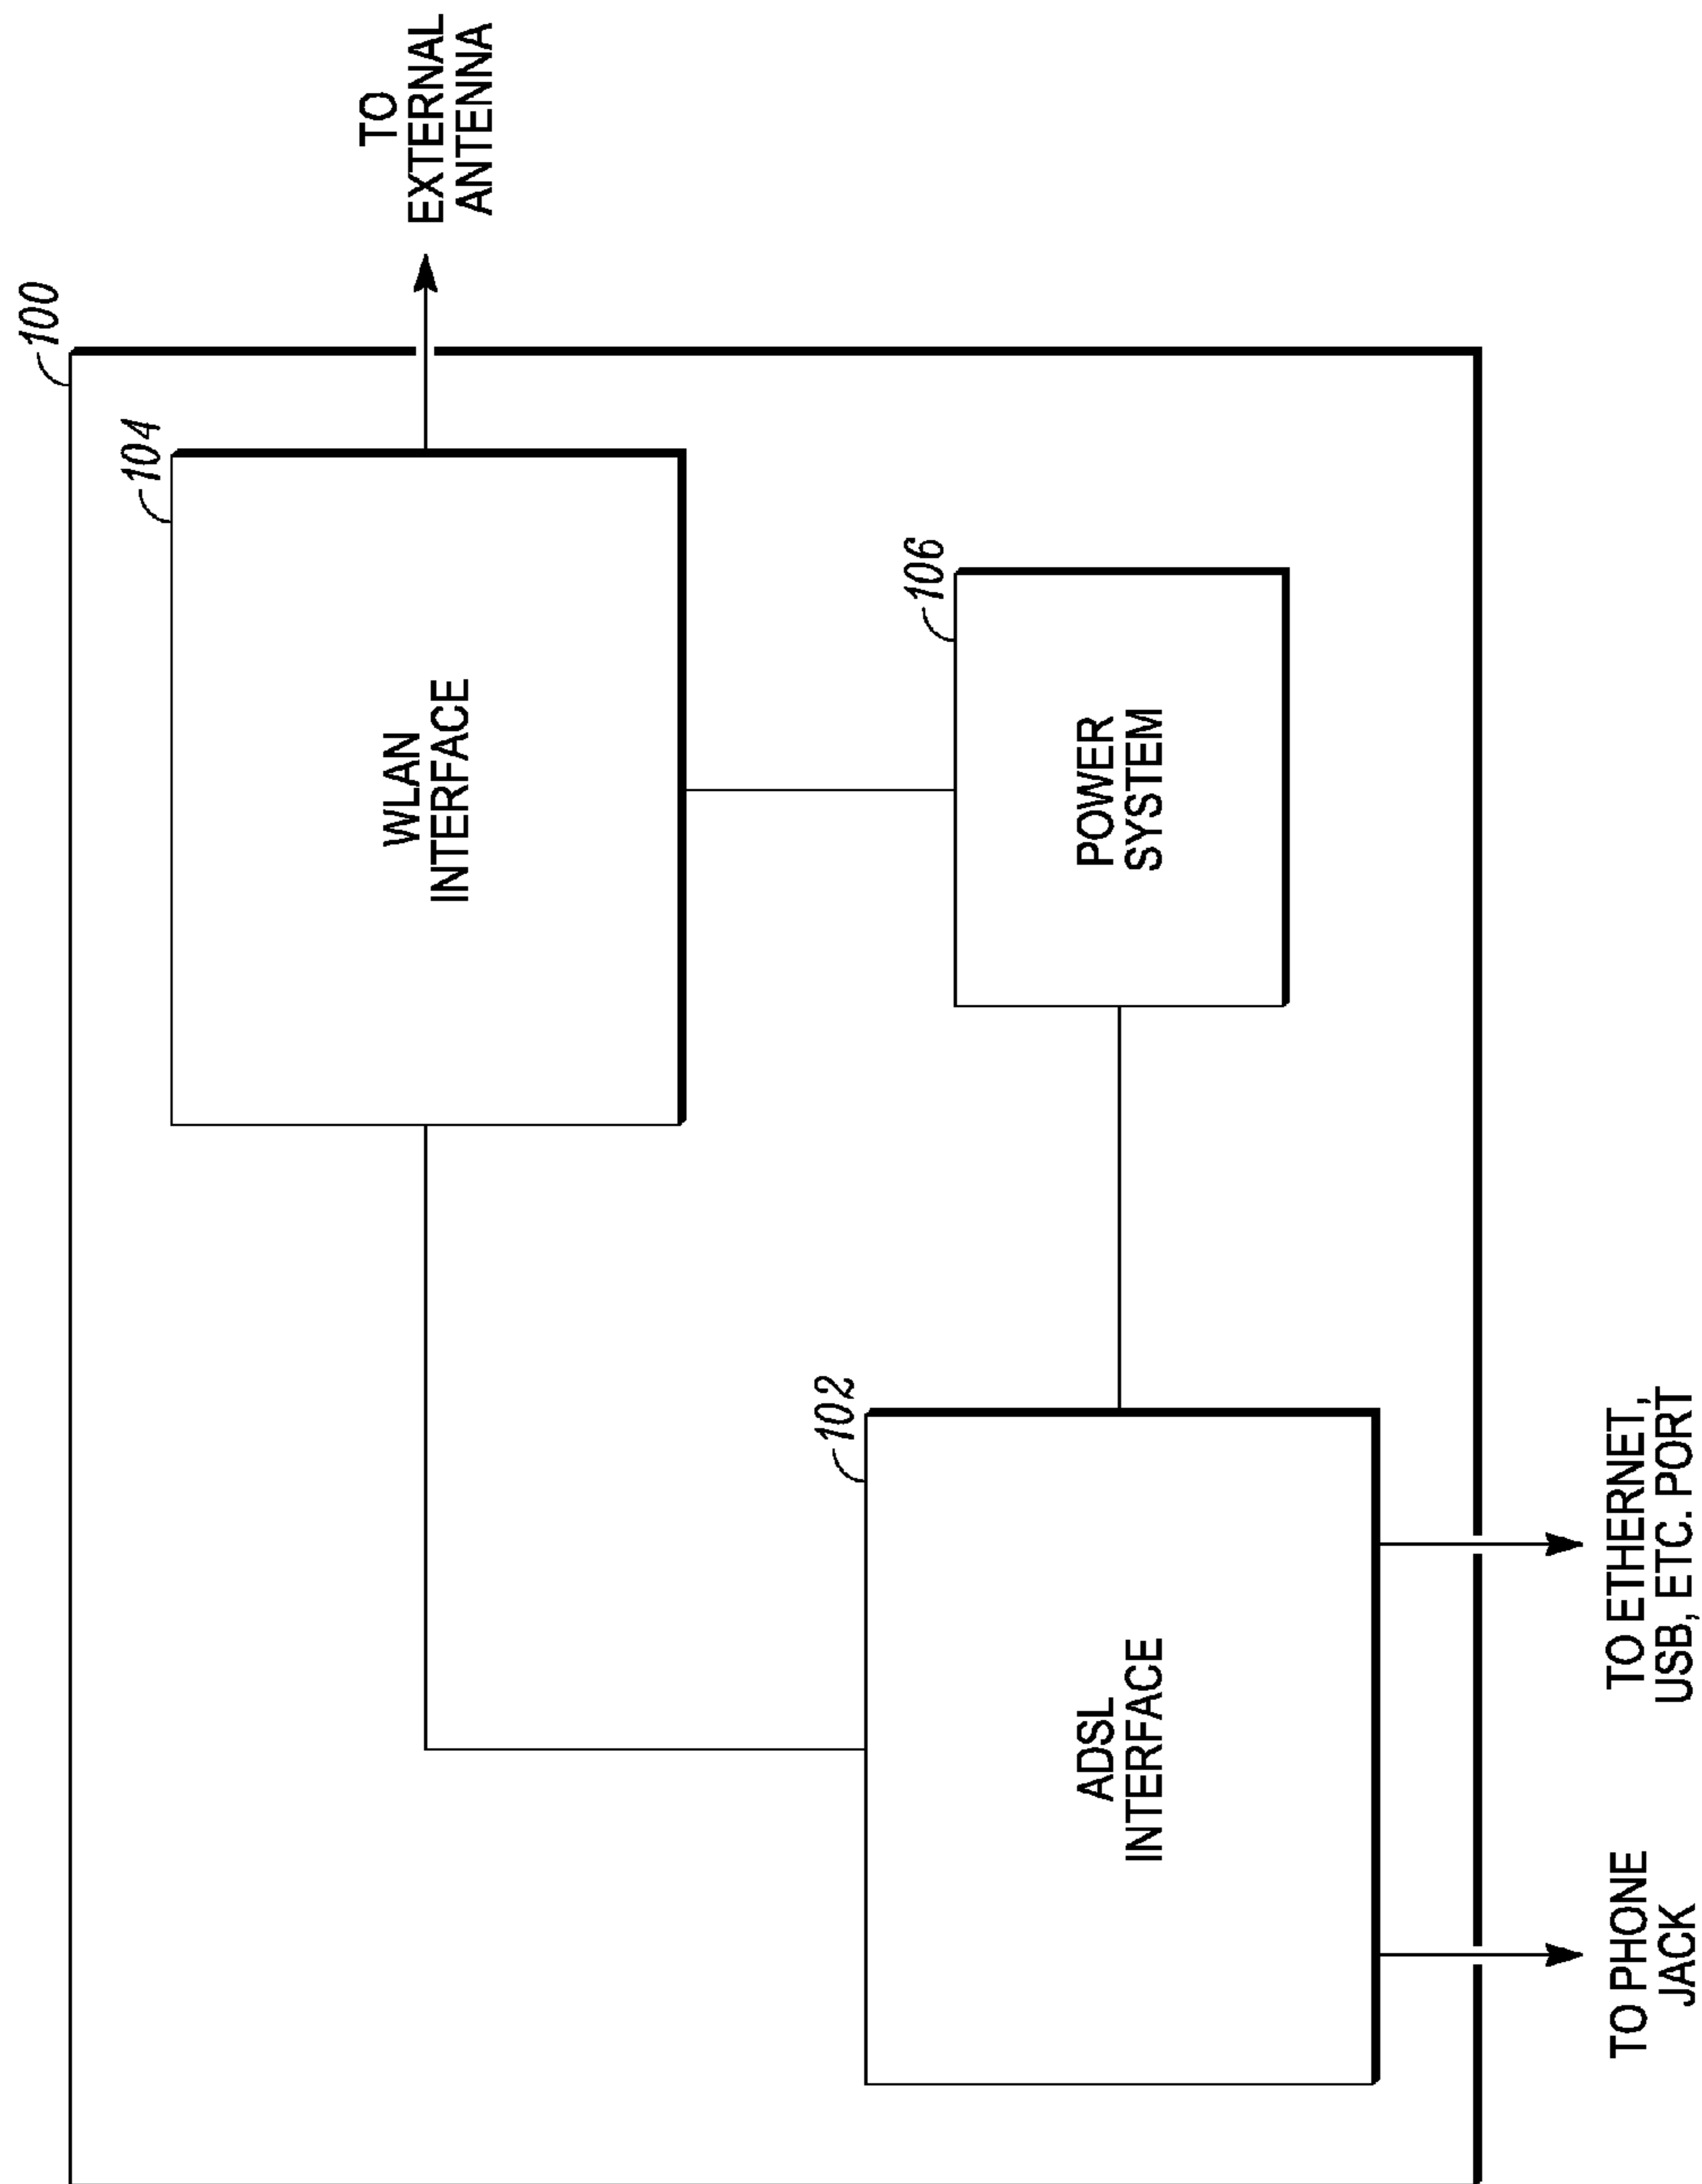 100
104
WLAN
INTERFACE
TO
EXTERNAL
ANTENNA
102
ADSL
INTERFACE
106
POWER
SYSTEM
TO PHONE
JACK
TO ETHERNET,
USB, ETC. PORT